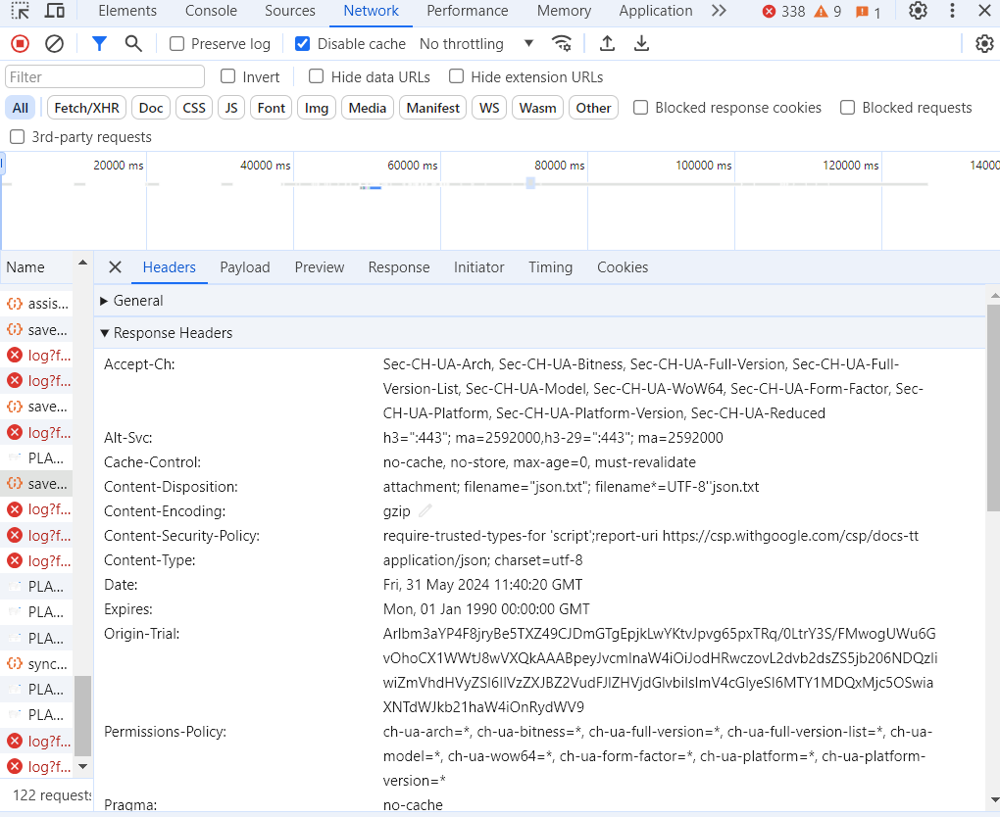 Elements Console Sources Network Performance Memory Application 338 9 1
Preserve log Disable cache No throttling
Filter Invert Hide data URLs Hide extension URLs
All Fetch/XHR Doc CSS JS Font Img Media Manifest WS Wasm Other Blocked response cookies Blocked requests
3rd-party requests
20000 ms 40000 ms 60000 ms 80000 ms 100000 ms 120000 ms 14000
Name Headers Payload Preview Response Initiator Timing Cookies
assis...
save...
log?f...
log?f...
save...
log?f...
PLA...
save...
log?f...
log?f...
log?f...
PLA...
PLA...
PLA...
sync...
PLA...
PLA...
log?f...
log?f...
122 requests
General
Response Headers
Accept-Ch: Sec-CH-UA-Arch, Sec-CH-UA-Bitness, Sec-CH-UA-Full-Version, Sec-CH-UA-Full-
Version-List, Sec-CH-UA-Model, Sec-CH-UA-WoW64, Sec-CH-UA-Form-Factor, Sec-
CH-UA-Platform, Sec-CH-UA-Platform-Version, Sec-CH-UA-Reduced
Alt-Svc: h3=":443"; ma=2592000,h3-29=":443"; ma=2592000
Cache-Control: no-cache, no-store, max-age=0, must-revalidate
Content-Disposition: attachment; filename="json.txt"; filename*=UTF-8''json.txt
Content-Encoding: gzip
Content-Security-Policy: require-trusted-types-for 'script';report-uri https://csp.withgoogle.com/csp/docs-tt
Content-Type: application/json; charset=utf-8
Date: Fri, 31 May 2024 11:40:20 GMT
Expires: Mon, 01 Jan 1990 00:00:00 GMT
Origin-Trial: ArIbm3aYP4F8jryBe5TXZ49CJDmGTgEpjkLwYKtvJpvg65pxTRq/0LtrY3S/FMwogUWu6G
vOhoCX1WWtJ8wVXQkAAABpeyJvcmlnaW4iOiJodHRwczovL2dvb2dsZS5jb206NDQzIi
wiZmVhdHVyZSI6IlVzZXJBZ2VudFJlZHVjdGlvbiIsImV4cGlyeSI6MTY1MDQxMjc5OSwia
XNTdWJkb21haW4iOnRydWV9
Permissions-Policy: ch-ua-arch=*, ch-ua-bitness=*, ch-ua-full-version=*, ch-ua-full-version-list=*, ch-ua-
model=*, ch-ua-wow64=*, ch-ua-form-factor=*, ch-ua-platform=*, ch-ua-platform-
version=*
Pragma: no-cache